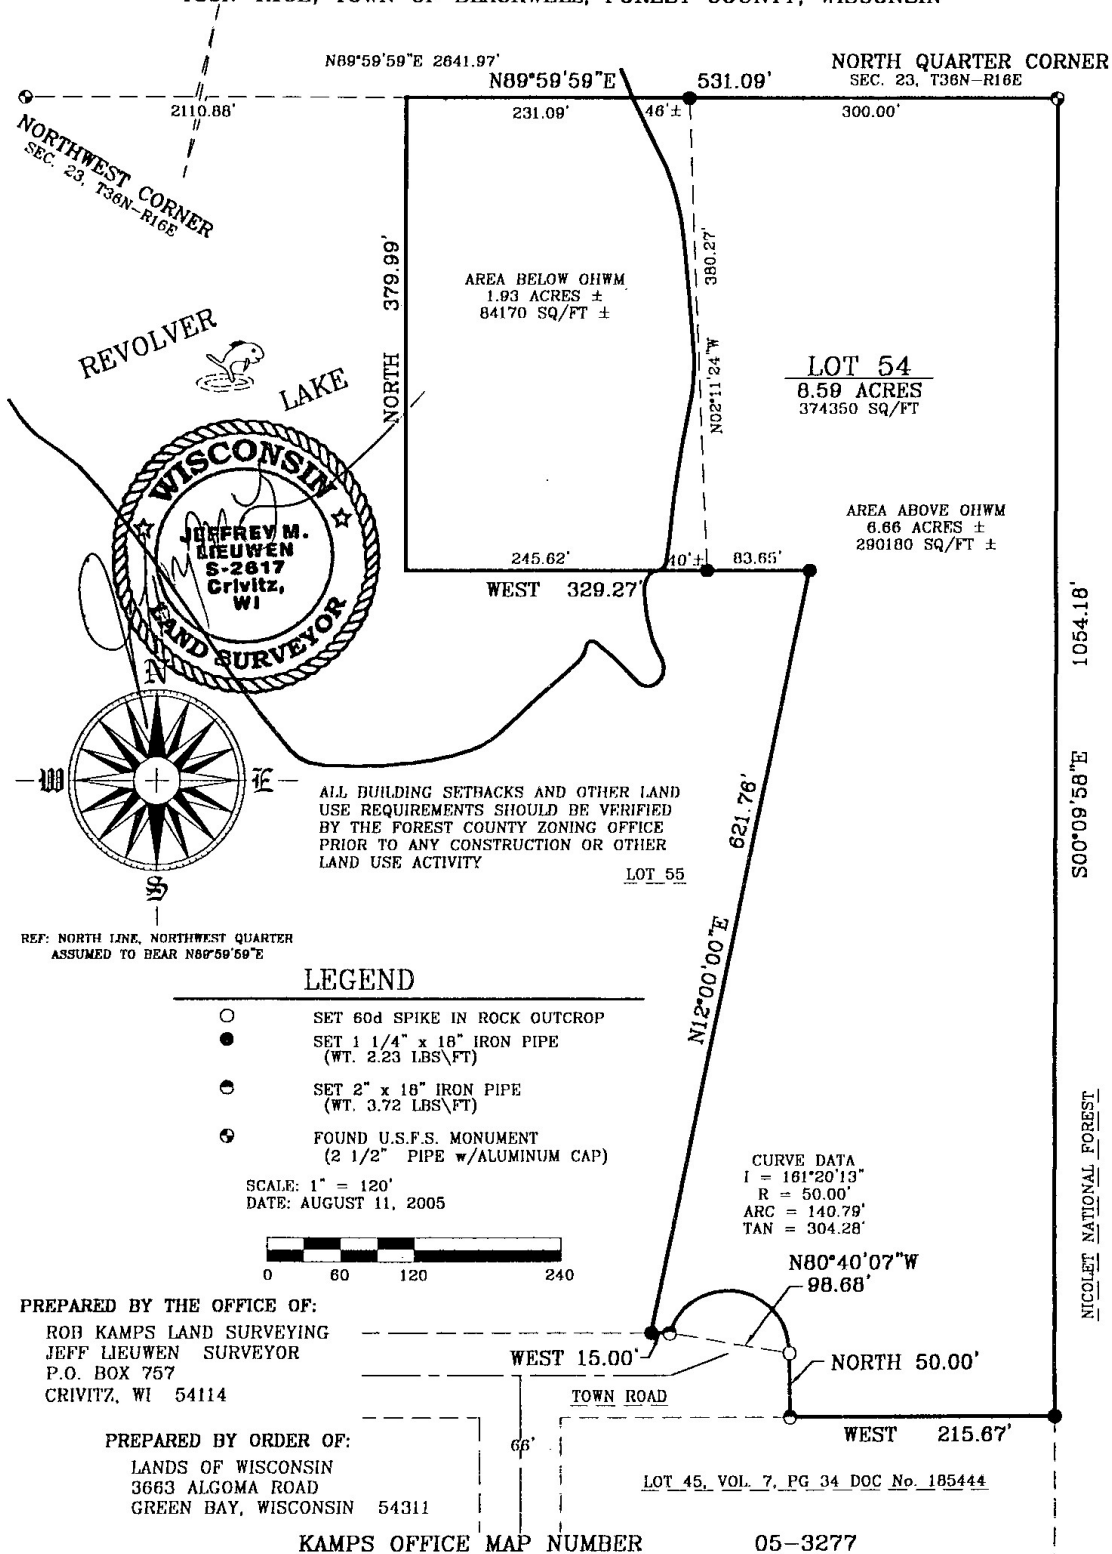 N89°59'59"E 2641.97'
N89°59'59"E 531.09'
NORTH QUARTER CORNER
SEC. 23, T36N-R16E
2110.88'
231.09'
46'±
300.00'
NORTHWEST CORNER
SEC. 23, T36N-R16E
379.99'
NORTH
AREA BELOW OHWM
1.93 ACRES ±
84170 SQ/FT ±
380.27'
N02°11'24"W
REVOLVER
LAKE
LOT 54
8.59 ACRES
374350 SQ/FT
AREA ABOVE OHWM
6.66 ACRES ±
290180 SQ/FT ±
WISCONSIN
JEFFREY M.
LIEUWEN
S-2617
Crivitz,
WI
LAND SURVEYOR
245.62'
40'±
83.65'
WEST 329.27'
1054.18'
S00°09'58"E
N
W
E
S
621.76'
N12°00'00"E
ALL BUILDING SETBACKS AND OTHER LAND
USE REQUIREMENTS SHOULD BE VERIFIED
BY THE FOREST COUNTY ZONING OFFICE
PRIOR TO ANY CONSTRUCTION OR OTHER
LAND USE ACTIVITY
LOT 55
REF: NORTH LINE, NORTHWEST QUARTER
ASSUMED TO BEAR N89°59'59"E
LEGEND
SET 60d SPIKE IN ROCK OUTCROP
SET 1 1/4" x 18" IRON PIPE
(WT. 2.23 LBS\FT)
SET 2" x 18" IRON PIPE
(WT. 3.72 LBS\FT)
FOUND U.S.F.S. MONUMENT
(2 1/2" PIPE w/ALUMINUM CAP)
SCALE: 1" = 120'
DATE: AUGUST 11, 2005
0 60 120 240
CURVE DATA
I = 161°20'13"
R = 50.00'
ARC = 140.79'
TAN = 304.28'
N80°40'07"W
98.68'
NICOLET NATIONAL FOREST
PREPARED BY THE OFFICE OF:
ROB KAMPS LAND SURVEYING
JEFF LIEUWEN SURVEYOR
P.O. BOX 757
CRIVITZ, WI 54114
WEST 15.00'
NORTH 50.00'
TOWN ROAD
66'
WEST 215.67'
PREPARED BY ORDER OF:
LANDS OF WISCONSIN
3663 ALGOMA ROAD
GREEN BAY, WISCONSIN 54311
LOT 45, VOL. 7, PG 34 DOC No. 185444
KAMPS OFFICE MAP NUMBER 05-3277